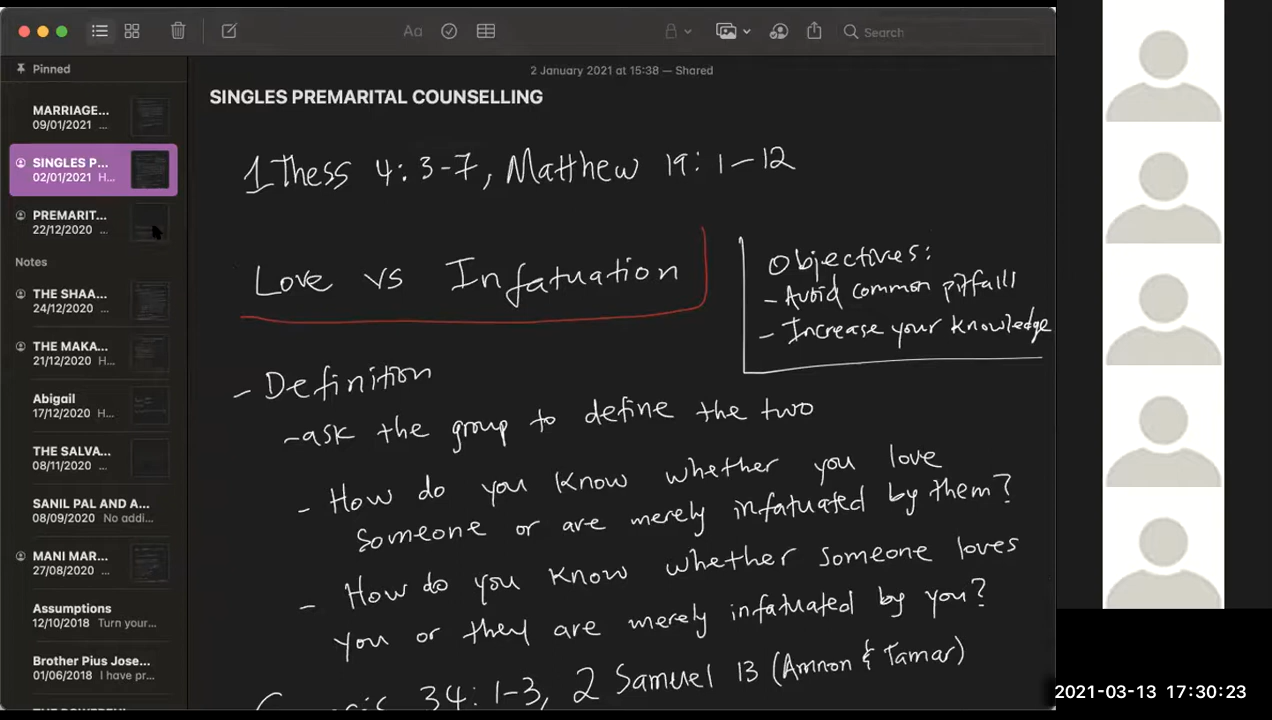 Aa
Search
Pinned
MARRIAGE...
09/01/2021 ...
SINGLES P...
02/01/2021 H...
PREMARIT...
22/12/2020 ...
Notes
THE SHAA...
24/12/2020 ...
THE MAKA...
21/12/2020 H...
Abigail
17/12/2020 H...
THE SALVA...
08/11/2020 ...
SANIL PAL AND A...
08/09/2020 No addi...
MANI MAR...
27/08/2020 ...
Assumptions
12/10/2018 Turn your...
Brother Pius Jose...
01/06/2018 I have pr...
2 January 2021 at 15:38 — Shared
SINGLES PREMARITAL COUNSELLING
1 Thess 4:3-7, Matthew 19:1-12
Love vs Infatuation
Objectives:
- Avoid common pitfalls
- Increase your knowledge
- Definition
- ask the group to define the two
- How do you know whether you love
someone or are merely infatuated by them?
- How do you know whether someone loves
you or they are merely infatuated by you?
34:1-3, 2 Samuel 13 (Amnon & Tamar)
2021-03-13 17:30:23